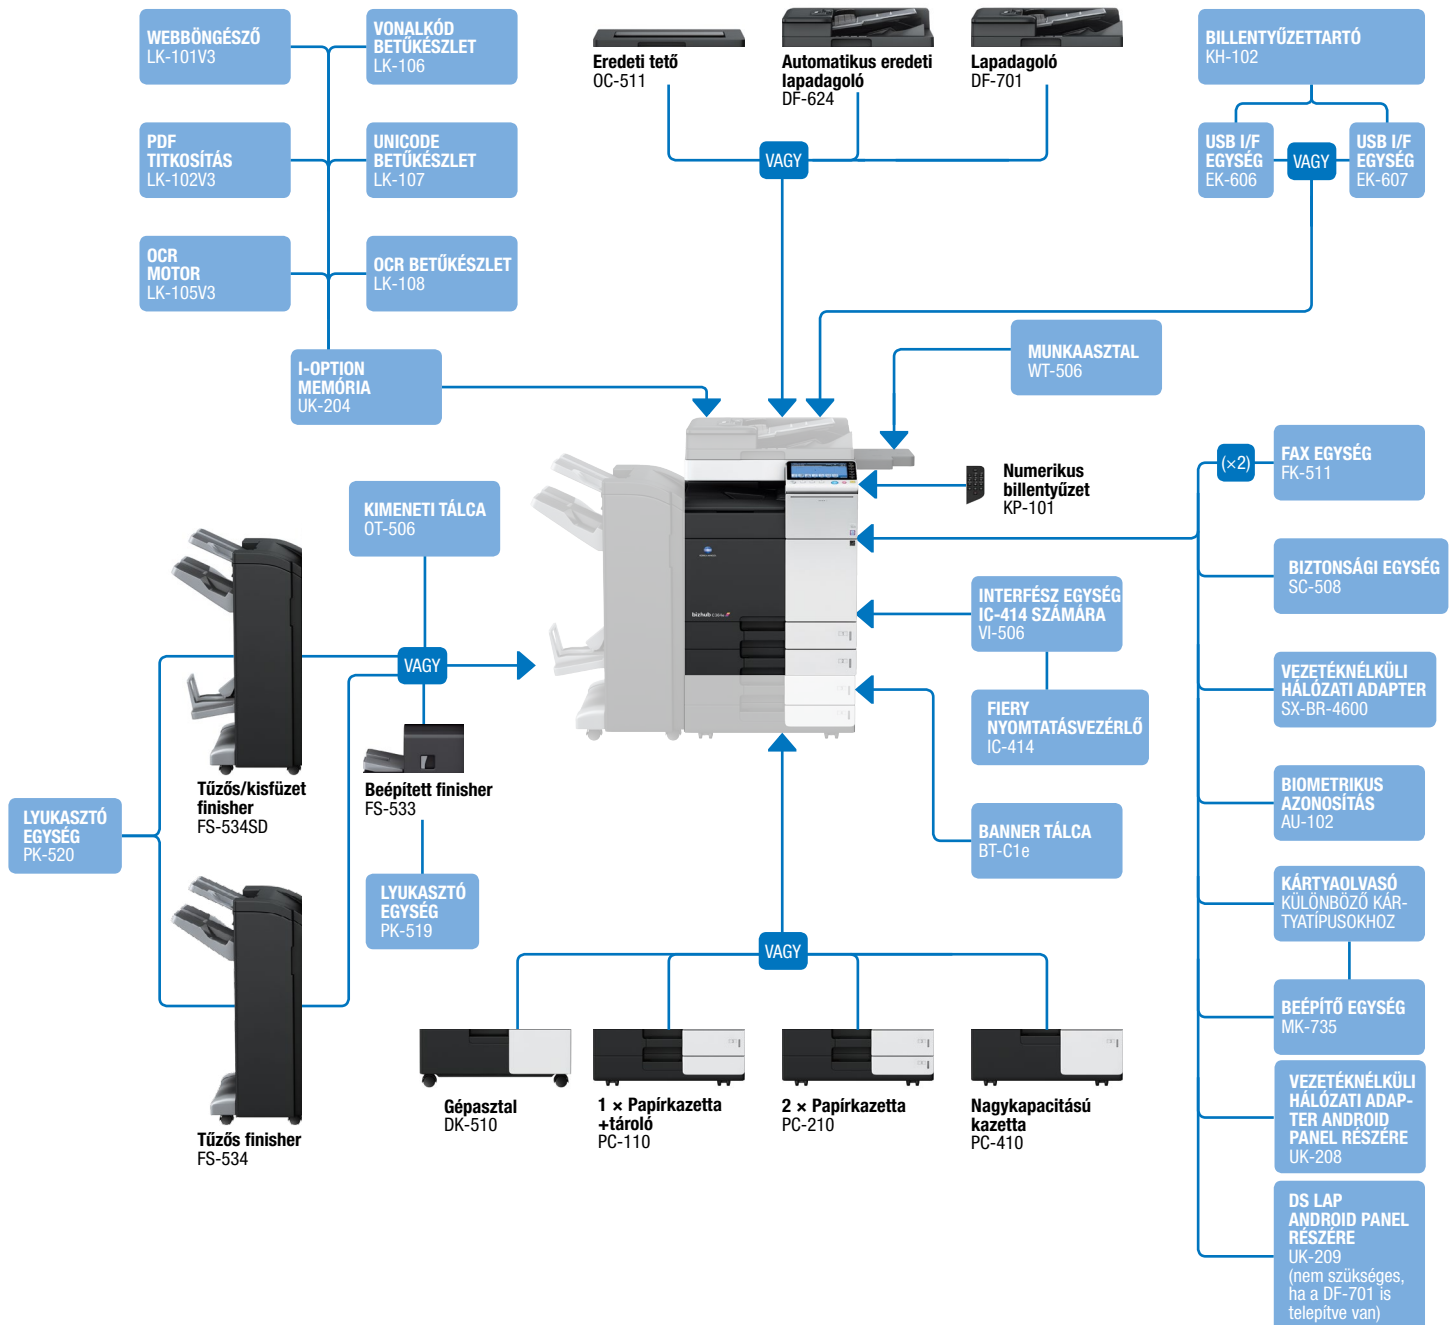 WEBBÖNGÉSZŐ
LK-101V3
VONALKÓD
BETŰKÉSZLET
LK-106
PDF
TITKOSÍTÁS
LK-102V3
UNICODE
BETŰKÉSZLET
LK-107
OCR
MOTOR
LK-105V3
OCR BETŰKÉSZLET
LK-108
I-OPTION
MEMÓRIA
UK-204
Eredeti tető
OC-511
Automatikus eredeti
lapadagoló
DF-624
Lapadagoló
DF-701
VAGY
BILLENTYŰZETTARTÓ
KH-102
USB I/F
EGYSÉG
EK-606
VAGY
USB I/F
EGYSÉG
EK-607
MUNKAASZTAL
WT-506
Numerikus
billentyűzet
KP-101
(×2)
FAX EGYSÉG
FK-511
BIZTONSÁGI EGYSÉG
SC-508
VEZETÉKNÉLKÜLI
HÁLÓZATI ADAPTER
SX-BR-4600
BIOMETRIKUS
AZONOSÍTÁS
AU-102
KÁRTYAOLVASÓ
KÜLÖNBÖZŐ KÁR-
TYATÍPUSOKHOZ
BEÉPÍTŐ EGYSÉG
MK-735
VEZETÉKNÉLKÜLI
HÁLÓZATI ADAP-
TER ANDROID
PANEL RÉSZÉRE
UK-208
DS LAP
ANDROID PANEL
RÉSZÉRE
UK-209
(nem szükséges,
ha a DF-701 is
telepítve van)
INTERFÉSZ EGYSÉG
IC-414 SZÁMÁRA
VI-506
FIERY
NYOMTATÁSVEZÉRLŐ
IC-414
BANNER TÁLCA
BT-C1e
KIMENETI TÁLCA
OT-506
VAGY
Tűzős/kisfüzet
finisher
FS-534SD
Beépített finisher
FS-533
LYUKASZTÓ
EGYSÉG
PK-520
LYUKASZTÓ
EGYSÉG
PK-519
Tűzős finisher
FS-534
VAGY
Gépasztal
DK-510
1 × Papírkazetta
+tároló
PC-110
2 × Papírkazetta
PC-210
Nagykapacitású
kazetta
PC-410